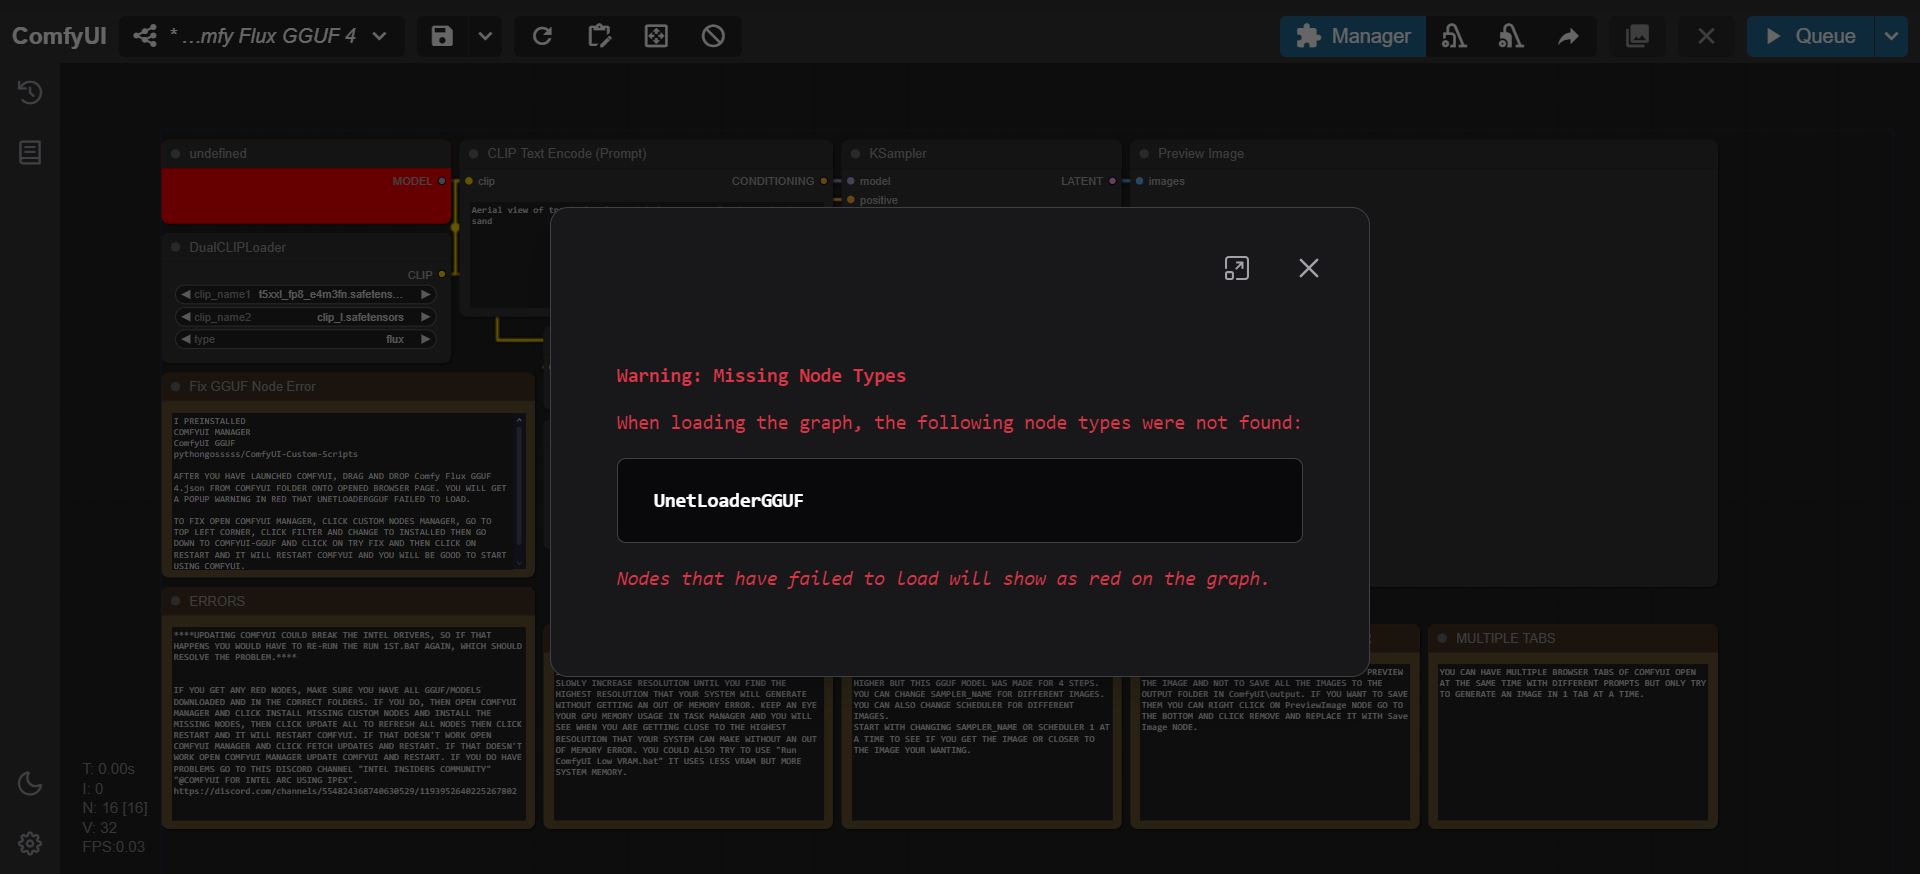 ComfyUI
* ...mfy Flux GGUF 4
Manager
Queue
undefined
MODEL
CLIP Text Encode (Prompt)
clip
CONDITIONING
KSampler
model
LATENT
positive
Preview Image
images
Aerial view of
sand
DualCLIPLoader
CLIP
clip_name1 t5xxl_fp8_e4m3fn.safetens...
clip_name2 clip_l.safetensors
type flux
Warning: Missing Node Types
When loading the graph, the following node types were not found:
UnetLoaderGGUF
Nodes that have failed to load will show as red on the graph.
Fix GGUF Node Error
I PREINSTALLED
COMFYUI MANAGER
ComfyUI GGUF
pythongosssss/ComfyUI-Custom-Scripts
AFTER YOU HAVE LAUNCHED COMFYUI, DRAG AND DROP Comfy Flux GGUF
4.json FROM COMFYUI FOLDER ONTO OPENED BROWSER PAGE. YOU WILL GET
A POPUP WARNING IN RED THAT UNETLOADERGGUF FAILED TO LOAD.
TO FIX OPEN COMFYUI MANAGER, CLICK CUSTOM NODES MANAGER, GO TO
TOP LEFT CORNER, CLICK FILTER AND CHANGE TO INSTALLED THEN GO
DOWN TO COMFYUI-GGUF AND CLICK ON TRY FIX AND THEN CLICK ON
RESTART AND IT WILL RESTART COMFYUI AND YOU WILL BE GOOD TO START
USING COMFYUI.
ERRORS
****UPDATING COMFYUI COULD BREAK THE INTEL DRIVERS, SO IF THAT
HAPPENS YOU WOULD HAVE TO RE-RUN THE RUN 1ST.BAT AGAIN, WHICH SHOULD
RESOLVE THE PROBLEM.****
IF YOU GET ANY RED NODES, MAKE SURE YOU HAVE ALL GGUF/MODELS
DOWNLOADED AND IN THE CORRECT FOLDERS. IF YOU DO, THEN OPEN COMFYUI
MANAGER AND CLICK INSTALL MISSING CUSTOM NODES AND INSTALL THE
MISSING NODES, THEN CLICK UPDATE ALL TO REFRESH ALL NODES THEN CLICK
RESTART AND IT WILL RESTART COMFYUI. IF THAT DOESN'T WORK OPEN
COMFYUI MANAGER AND CLICK FETCH UPDATES AND RESTART. IF THAT DOESN'T
WORK OPEN COMFYUI MANAGER UPDATE COMFYUI AND RESTART. IF YOU DO HAVE
PROBLEMS GO TO THIS DISCORD CHANNEL "INTEL INSIDERS COMMUNITY"
"@COMFYUI FOR INTEL ARC USING IPEX".
https://discord.com/channels/554824368740630529/1193952640225267802
SLOWLY INCREASE RESOLUTION UNTIL YOU FIND THE
HIGHEST RESOLUTION THAT YOUR SYSTEM WILL GENERATE
WITHOUT GETTING AN OUT OF MEMORY ERROR. KEEP AN EYE
YOUR GPU MEMORY USAGE IN TASK MANAGER AND YOU WILL
SEE WHEN YOU ARE GETTING CLOSE TO THE HIGHEST
RESOLUTION THAT YOUR SYSTEM CAN MAKE WITHOUT AN OUT
OF MEMORY ERROR. YOU COULD ALSO TRY TO USE "Run
ComfyUI Low VRAM.bat" IT USES LESS VRAM BUT MORE
SYSTEM MEMORY.
HIGHER BUT THIS GGUF MODEL WAS MADE FOR 4 STEPS.
YOU CAN CHANGE SAMPLER_NAME FOR DIFFERENT IMAGES.
YOU CAN ALSO CHANGE SCHEDULER FOR DIFFERENT
IMAGES.
START WITH CHANGING SAMPLER_NAME OR SCHEDULER 1 AT
A TIME TO SEE IF YOU GET THE IMAGE OR CLOSER TO
THE IMAGE YOUR WANTING.
PREVIEW
THE IMAGE AND NOT TO SAVE ALL THE IMAGES TO THE
OUTPUT FOLDER IN ComfyUI\output. IF YOU WANT TO SAVE
THEM YOU CAN RIGHT CLICK ON PreviewImage NODE GO TO
THE BOTTOM AND CLICK REMOVE AND REPLACE IT WITH Save
Image NODE.
MULTIPLE TABS
YOU CAN HAVE MULTIPLE BROWSER TABS OF COMFYUI OPEN
AT THE SAME TIME WITH DIFFERENT PROMPTS BUT ONLY TRY
TO GENERATE AN IMAGE IN 1 TAB AT A TIME.
T: 0.00s
I: 0
N: 16 [16]
V: 32
FPS:0.03